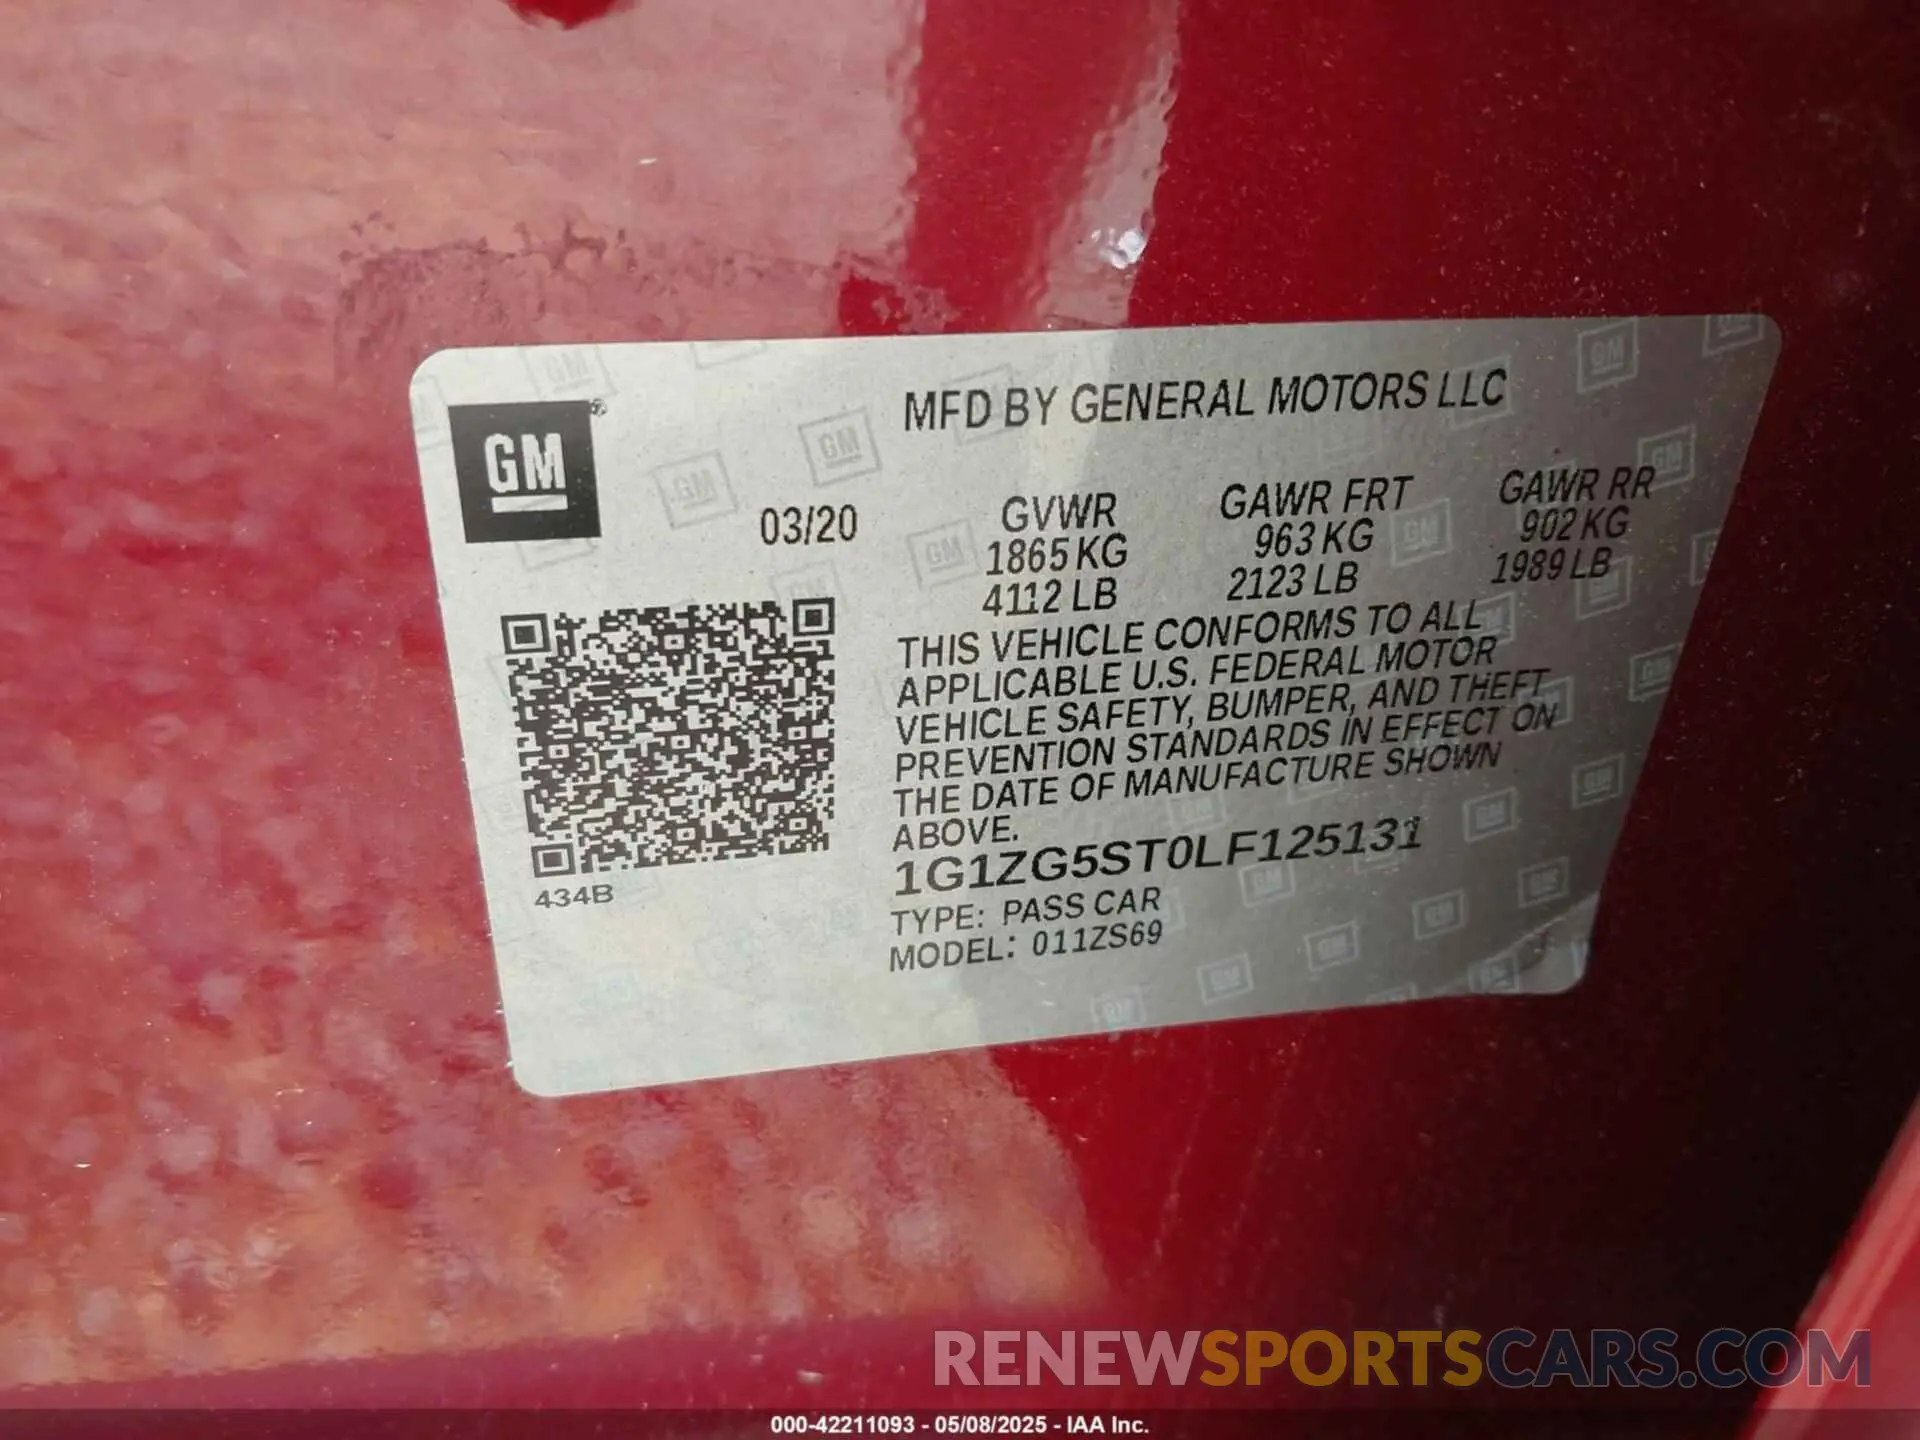 MFD BY GENERAL MOTORS LLC
GM®
03/20
GVWR GAWR FRT GAWR RR
1865 KG 963 KG 902 KG
4112 LB 2123 LB 1989 LB
THIS VEHICLE CONFORMS TO ALL
APPLICABLE U.S. FEDERAL MOTOR
VEHICLE SAFETY, BUMPER, AND THEFT
PREVENTION STANDARDS IN EFFECT ON
THE DATE OF MANUFACTURE SHOWN
ABOVE.
1G1ZG5ST0LF125131
TYPE: PASS CAR
MODEL: 011ZS69
434B
RENEWSPORTSCARS.COM
000-42211093 - 05/08/2025 - IAA Inc.